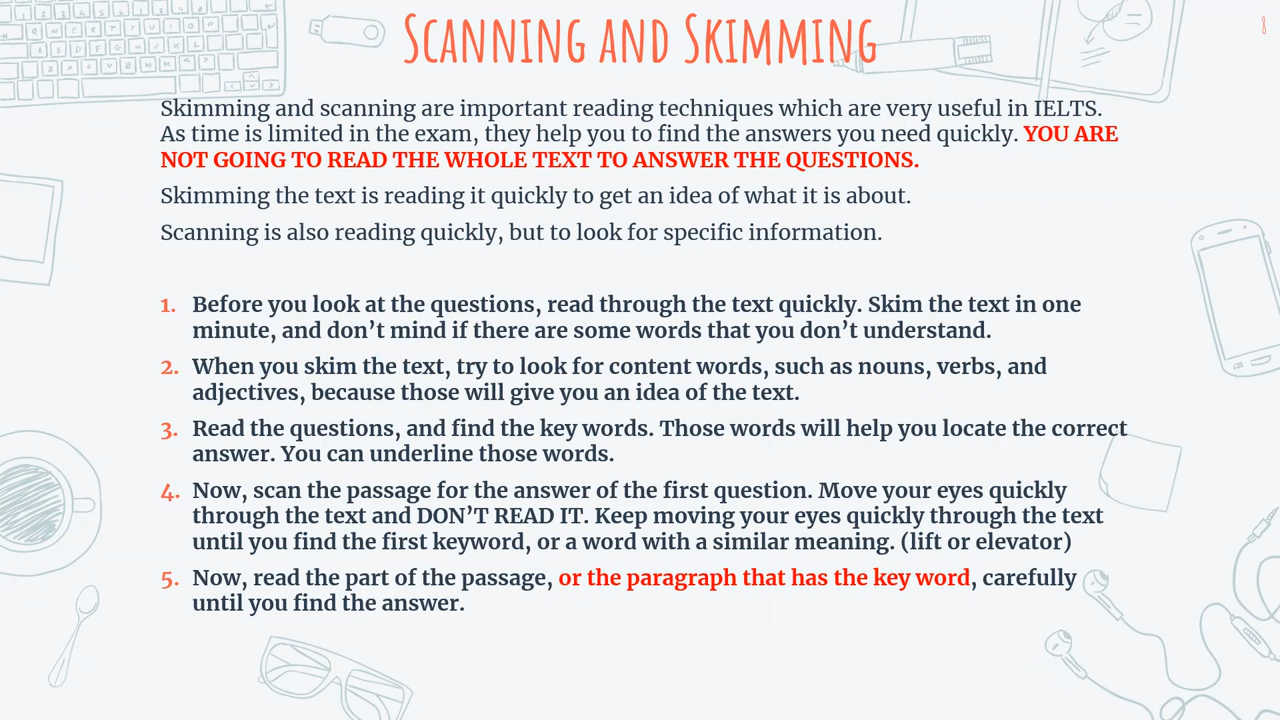 Scanning and Skimming
Skimming and scanning are important reading techniques which are very useful in IELTS.
As time is limited in the exam, they help you to find the answers you need quickly. YOU ARE
NOT GOING TO READ THE WHOLE TEXT TO ANSWER THE QUESTIONS.
Skimming the text is reading it quickly to get an idea of what it is about.
Scanning is also reading quickly, but to look for specific information.
1. Before you look at the questions, read through the text quickly. Skim the text in one
minute, and don’t mind if there are some words that you don’t understand.
2. When you skim the text, try to look for content words, such as nouns, verbs, and
adjectives, because those will give you an idea of the text.
3. Read the questions, and find the key words. Those words will help you locate the correct
answer. You can underline those words.
4. Now, scan the passage for the answer of the first question. Move your eyes quickly
through the text and DON’T READ IT. Keep moving your eyes quickly through the text
until you find the first keyword, or a word with a similar meaning. (lift or elevator)
5. Now, read the part of the passage, or the paragraph that has the key word, carefully
until you find the answer.